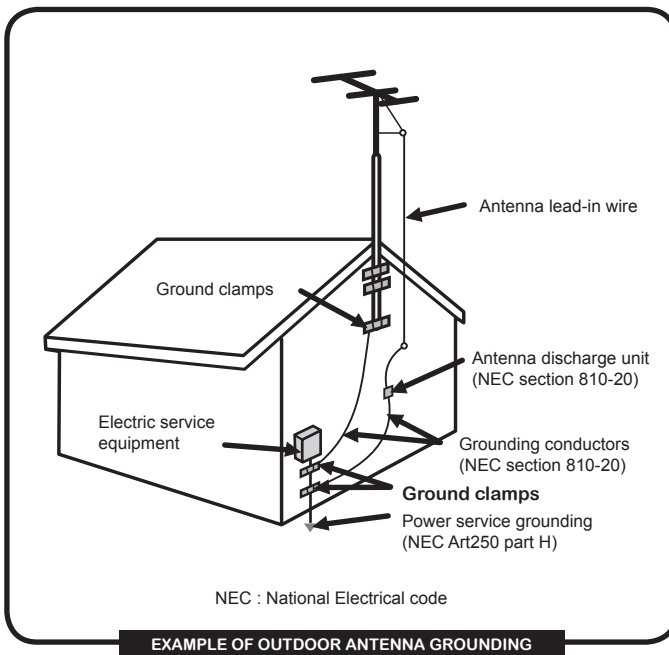 Antenna lead-in wire
Ground clamps
Antenna discharge unit
(NEC section 810-20)
Electric service
equipment
Grounding conductors
(NEC section 810-20)
Ground clamps
Power service grounding
(NEC Art250 part H)
NEC : National Electrical code
EXAMPLE OF OUTDOOR ANTENNA GROUNDING